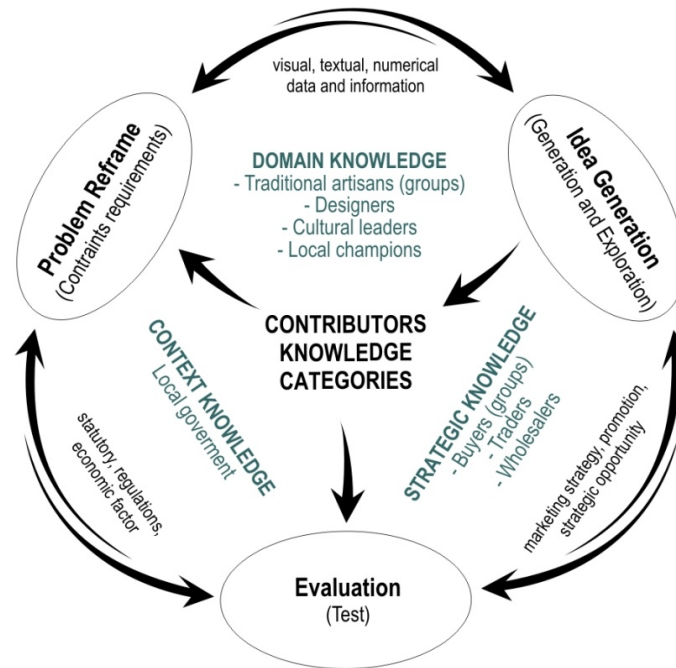 visual, textual, numerical
data and information
Problem Reframe
(Contraints requirements)
Idea Generation
(Generation and Exploration)
DOMAIN KNOWLEDGE
- Traditional artisans (groups)
- Designers
- Cultural leaders
- Local champions
CONTRIBUTORS
KNOWLEDGE
CATEGORIES
CONTEXT KNOWLEDGE
Local goverment
STRATEGIC KNOWLEDGE
- Buyers (groups)
- Traders
- Wholesalers
statutory, regulations,
economic factor
marketing strategy, promotion,
strategic opportunity
Evaluation
(Test)